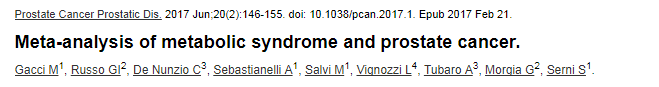 Prostate Cancer Prostatic Dis. 2017 Jun;20(2):146-155. doi: 10.1038/pcan.2017.1. Epub 2017 Feb 21.
Meta-analysis of metabolic syndrome and prostate cancer.
Gacci M1, Russo GI2, De Nunzio C3, Sebastianelli A1, Salvi M1, Vignozzi L4, Tubaro A3, Morgia G2, Serni S1.